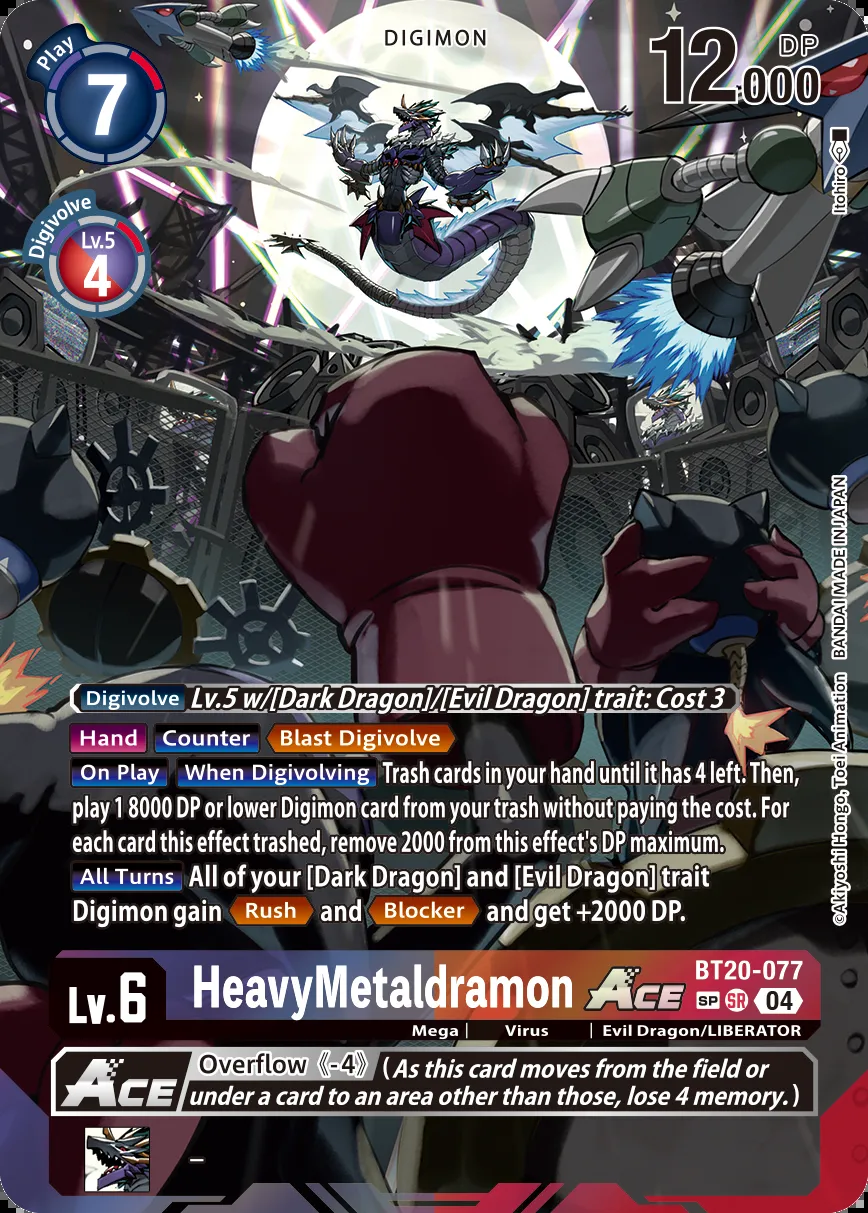 DIGIMON
Play
7
12000
DP
Digivolve
Lv.5
4
Itohiro
Digivolve Lv.5 w/[Dark Dragon]/[Evil Dragon] trait: Cost 3
Hand Counter Blast Digivolve
On Play When Digivolving Trash cards in your hand until it has 4 left. Then,
play 1 8000 DP or lower Digimon card from your trash without paying the cost. For
each card this effect trashed, remove 2000 from this effect's DP maximum.
All Turns All of your [Dark Dragon] and [Evil Dragon] trait
Digimon gain Rush and Blocker and get +2000 DP.
©Akiyoshi Hongo, Toei Animation BANDAI MADE IN JAPAN
Lv.6 HeavyMetaldramon ACE
BT20-077
SP SR 04
Mega | Virus | Evil Dragon/LIBERATOR
ACE
Overflow 《-4》 (As this card moves from the field or
under a card to an area other than those, lose 4 memory.)
–